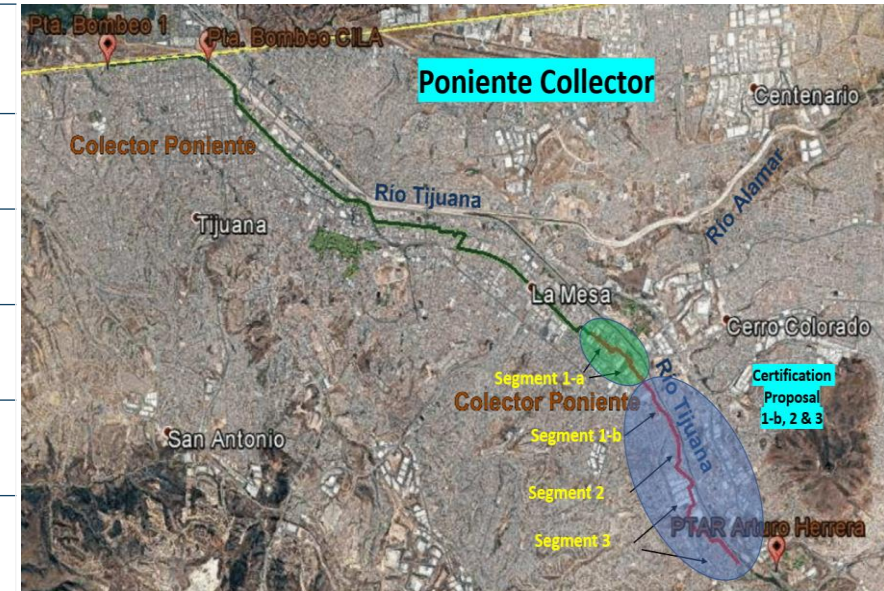 Pta. Bombeo 1
Pta. Bombeo CILA
Poniente Collector
Centenario
Colector Poniente
Río Tijuana
Río Alamar
Tijuana
La Mesa
Cerro Colorado
Segment 1-a
Río Tijuana
Certification
Proposal
1-b, 2 & 3
Colector Poniente
Segment 1-b
San Antonio
Segment 2
PTAR Arturo Herrera
Segment 3